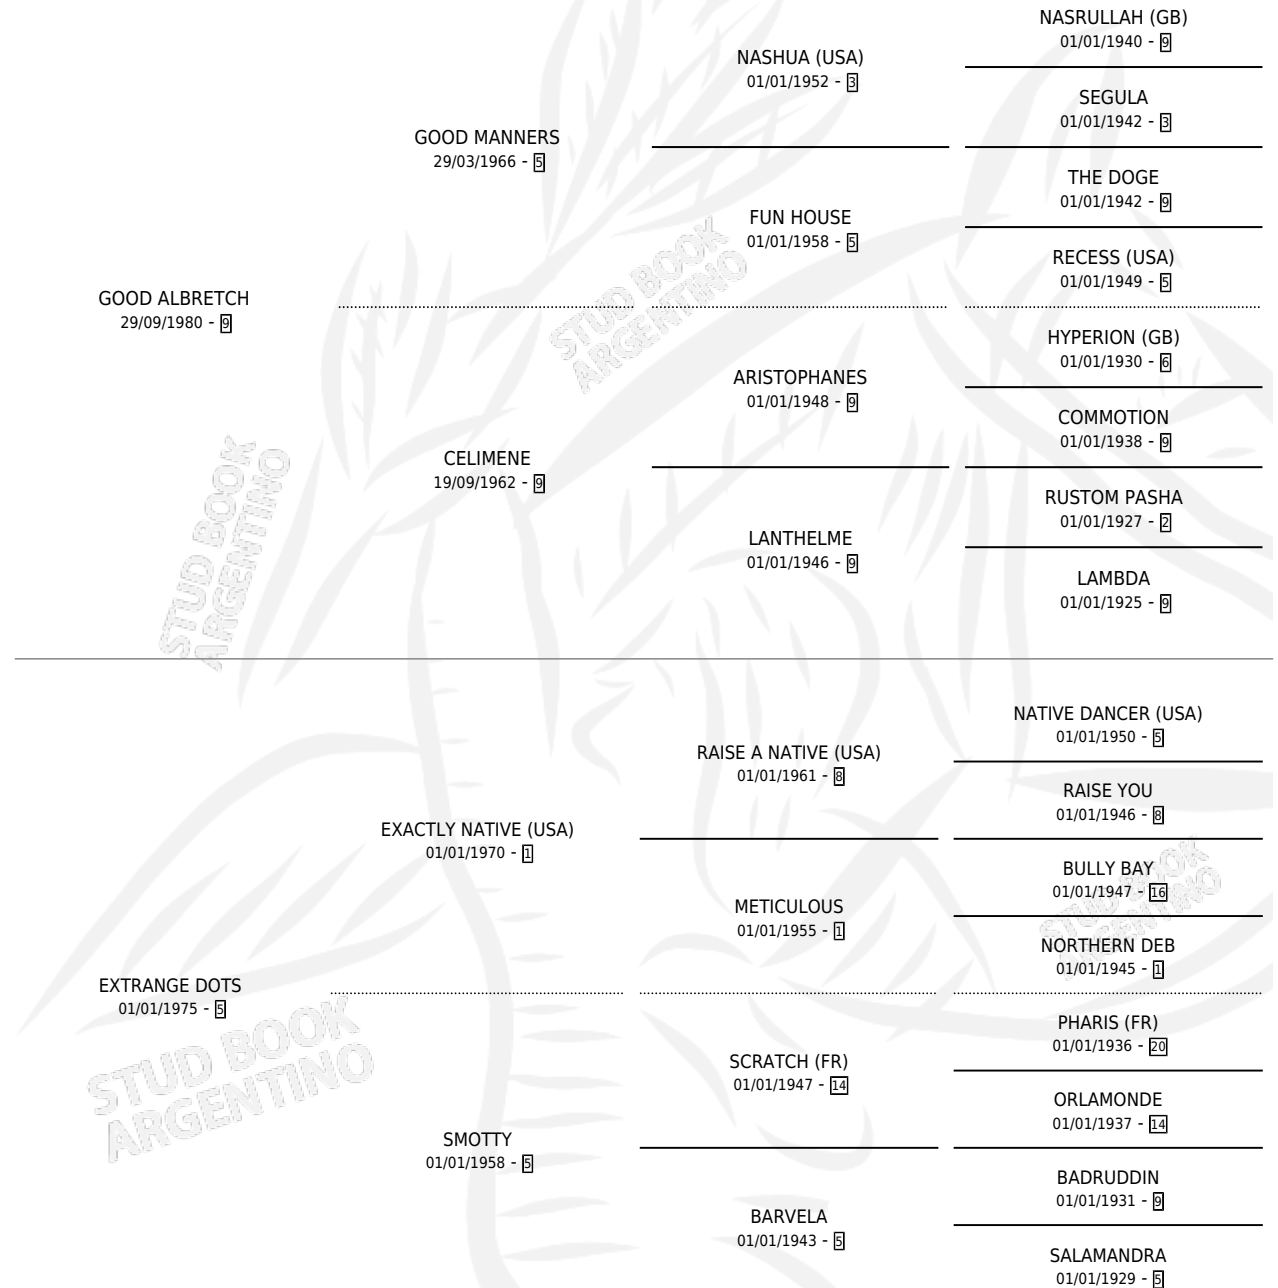 NASRULLAH (GB)
01/01/1940 - 9
NASHUA (USA)
01/01/1952 - 3
SEGULA
01/01/1942 - 3
GOOD MANNERS
29/03/1966 - 5
THE DOGE
01/01/1942 - 9
FUN HOUSE
01/01/1958 - 5
RECESS (USA)
01/01/1949 - 5
GOOD ALBRETCH
29/09/1980 - 9
HYPERION (GB)
01/01/1930 - 6
ARISTOPHANES
01/01/1948 - 9
COMMOTION
01/01/1938 - 9
CELIMENE
19/09/1962 - 9
RUSTOM PASHA
01/01/1927 - 2
LANTHELME
01/01/1946 - 9
LAMBDA
01/01/1925 - 9
STUD BOOK
ARGENTINO
STUD BOOK
ARGENTINO
NATIVE DANCER (USA)
01/01/1950 - 5
RAISE A NATIVE (USA)
01/01/1961 - 8
RAISE YOU
01/01/1946 - 8
EXACTLY NATIVE (USA)
01/01/1970 - 1
BULLY BAY
01/01/1947 - 16
METICULOUS
01/01/1955 - 1
NORTHERN DEB
01/01/1945 - 1
EXTRANGE DOTS
01/01/1975 - 5
PHARIS (FR)
01/01/1936 - 20
SCRATCH (FR)
01/01/1947 - 14
ORLAMONDE
01/01/1937 - 14
SMOTTY
01/01/1958 - 5
BADRUDDIN
01/01/1931 - 9
BARVELA
01/01/1943 - 5
SALAMANDRA
01/01/1929 - 5
STUD BOOK
ARGENTINO
STUD BOOK
ARGENTINO